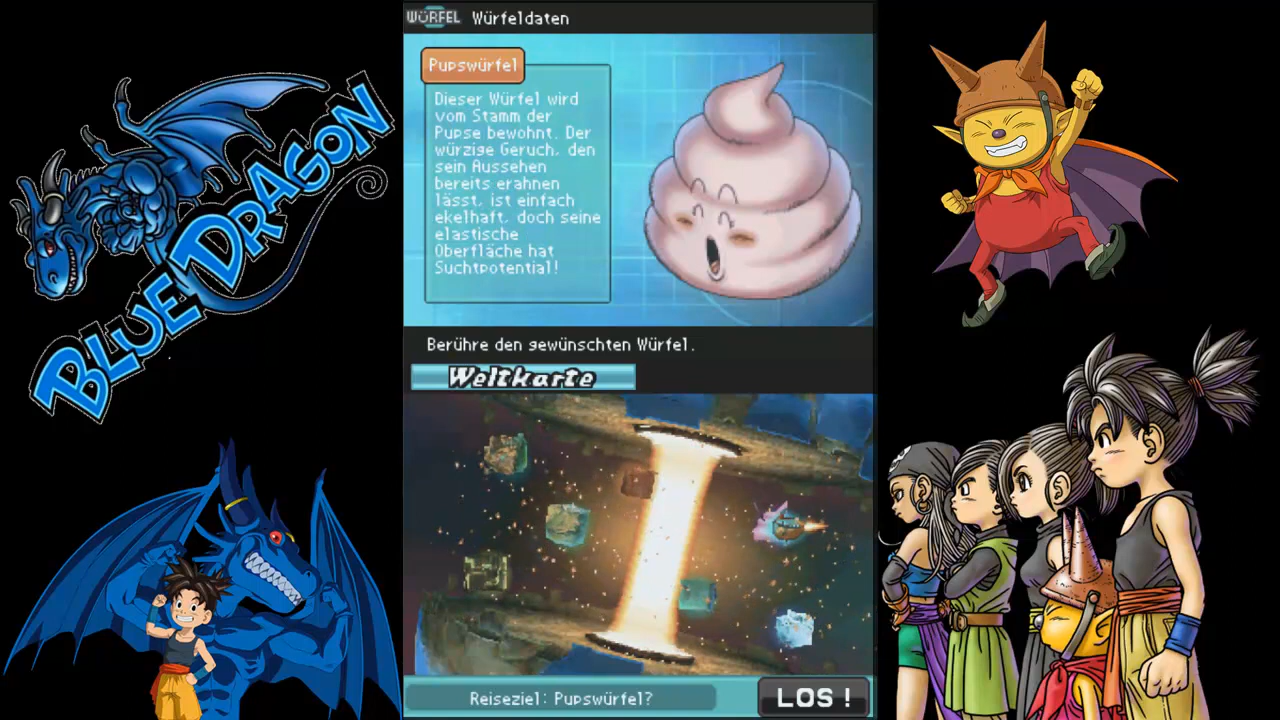 WÜRFEL Würfeldaten
Pupswürfel
Dieser Würfel wird
vom Stamm der
Pupse bewohnt. Der
würzige Geruch, den
sein Aussehen
bereits erahnen
lässt, ist einfach
ekelhaft, doch seine
elastische
Oberfläche hat
Suchtpotential!
BLUE DRAGON
Berühre den gewünschten Würfel.
Weltkarte
Reiseziel: Pupswürfel?
LOS !